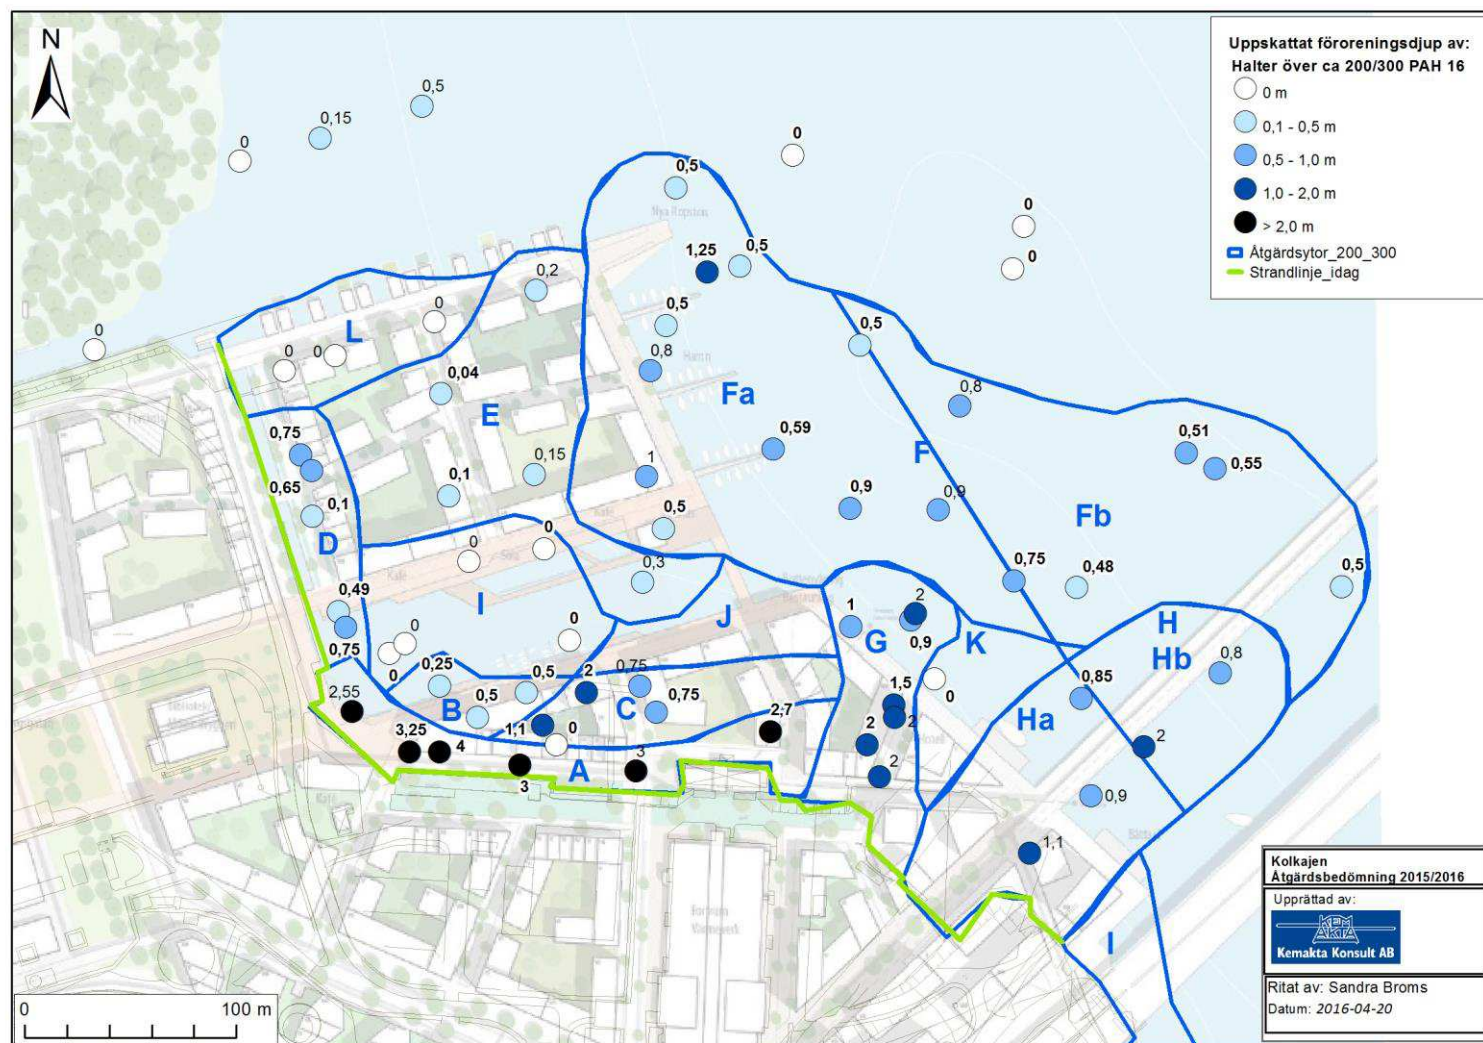 N
Uppskattat föroreningsdjup av:
Halter över ca 200/300 PAH 16
0 m
0,1 - 0,5 m
0,5 - 1,0 m
1,0 - 2,0 m
> 2,0 m
Åtgärdsytor_200_300
Strandlinje_idag
0,5
0,15
0
0
0,5
Nya Ropsten
0
0,5
1,25
0
0,2
0,5
0
L
0
0
0
0,5
0,8
Hamn
0,04
Fa
0,8
E
0,75
0,59
F
0,51
0,55
0,15
1
0,65
0,1
0,1
0,5
0,9
0,9
Fb
D
0
0
0,3
0,75
0,48
0,5
0,49
I
J
1
2
G
K
H
0,75
0
0
0,9
Hb
0
0,25
0,5
2
0,75
0
0,85
0,8
2,55
B
0,5
C
0,75
1,5
Ha
1,1
0
2,7
2
2
2
3,25
4
A
3
2
0,9
3
1,1
I
0
100 m
Kolkajen
Åtgärdsbedömning 2015/2016
Upprättad av:
KEM
AKTA
Kemakta Konsult AB
Ritat av: Sandra Broms
Datum: 2016-04-20